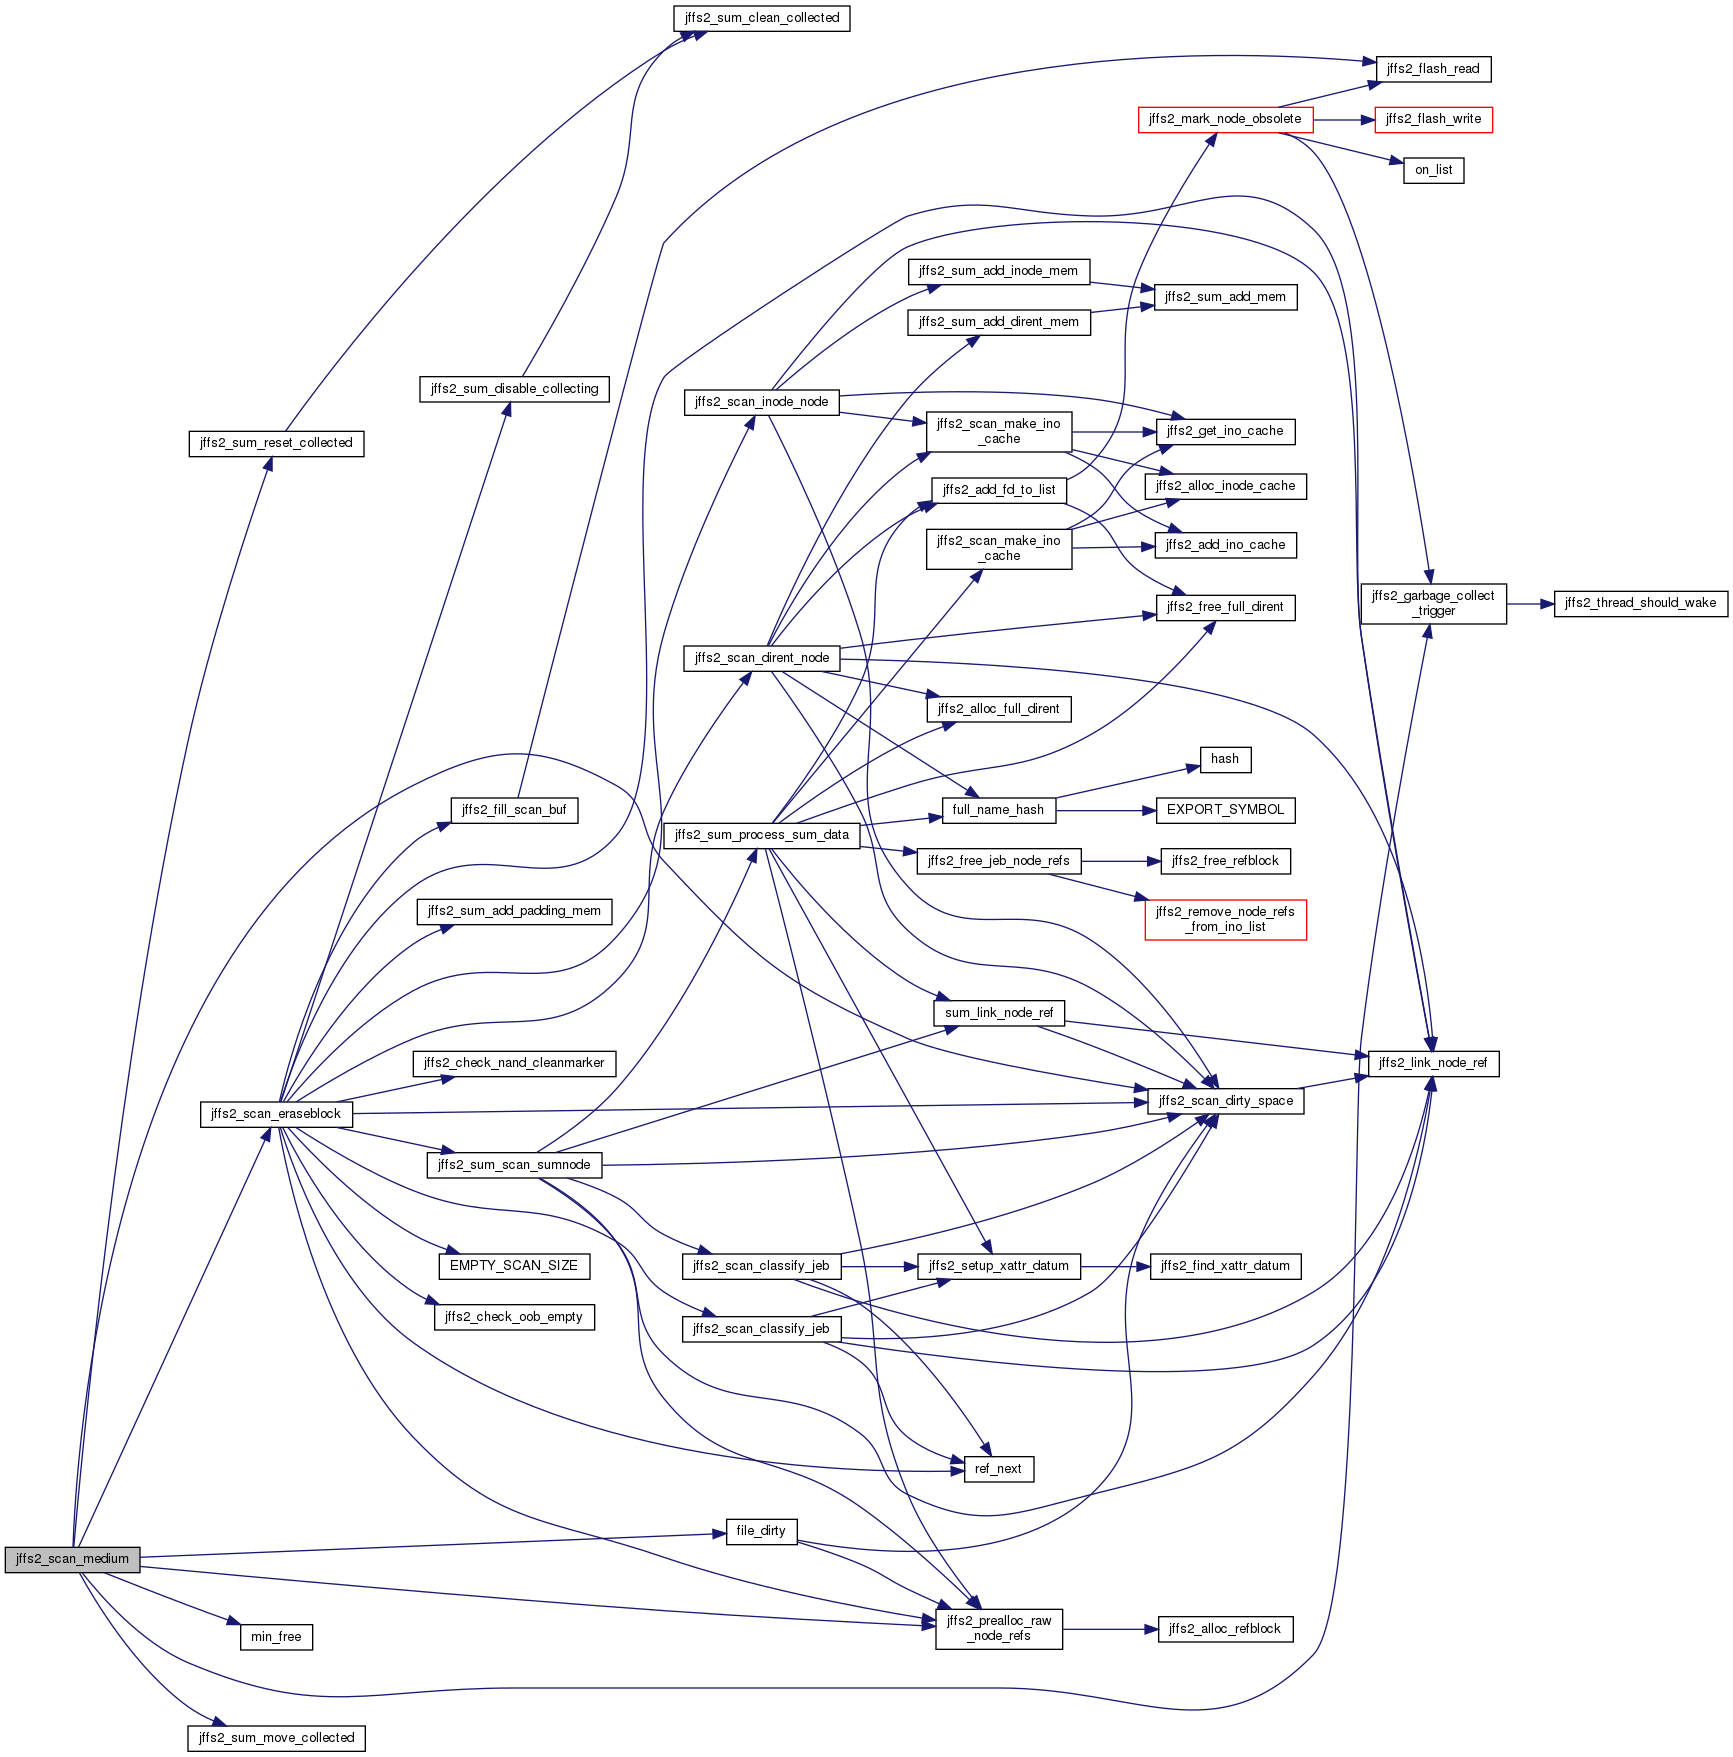 jffs2_sum_clean_collected
jffs2_flash_read
jffs2_mark_node_obsolete
jffs2_flash_write
on_list
jffs2_sum_add_inode_mem
jffs2_sum_add_mem
jffs2_sum_add_dirent_mem
jffs2_sum_disable_collecting
jffs2_scan_inode_node
jffs2_sum_reset_collected
jffs2_scan_make_ino
_cache
jffs2_get_ino_cache
jffs2_add_fd_to_list
jffs2_alloc_inode_cache
jffs2_scan_make_ino
_cache
jffs2_add_ino_cache
jffs2_free_full_dirent
jffs2_garbage_collect
_trigger
jffs2_thread_should_wake
jffs2_scan_dirent_node
jffs2_alloc_full_dirent
hash
jffs2_fill_scan_buf
full_name_hash
EXPORT_SYMBOL
jffs2_sum_process_sum_data
jffs2_free_jeb_node_refs
jffs2_free_refblock
jffs2_sum_add_padding_mem
jffs2_remove_node_refs
_from_ino_list
sum_link_node_ref
jffs2_check_nand_cleanmarker
jffs2_link_node_ref
jffs2_scan_eraseblock
jffs2_scan_dirty_space
jffs2_sum_scan_sumnode
EMPTY_SCAN_SIZE
jffs2_scan_classify_jeb
jffs2_setup_xattr_datum
jffs2_find_xattr_datum
jffs2_check_oob_empty
jffs2_scan_classify_jeb
ref_next
file_dirty
jffs2_scan_medium
min_free
jffs2_prealloc_raw
_node_refs
jffs2_alloc_refblock
jffs2_sum_move_collected